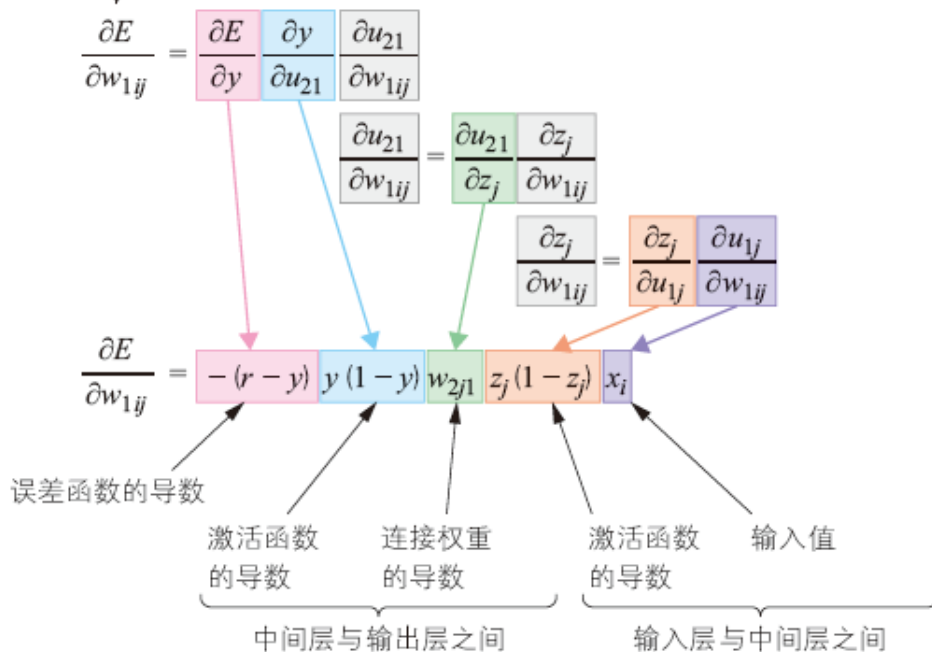 ∂E/∂w₁ᵢⱼ = ∂E/∂y ∂y/∂u₂₁ ∂u₂₁/∂w₁ᵢⱼ
∂u₂₁/∂w₁ᵢⱼ = ∂u₂₁/∂zⱼ ∂zⱼ/∂w₁ᵢⱼ
∂zⱼ/∂w₁ᵢⱼ = ∂zⱼ/∂u₁ⱼ ∂u₁ⱼ/∂w₁ᵢⱼ
∂E/∂w₁ᵢⱼ = −(r − y) y(1 − y) w₂ⱼ₁ zⱼ(1 − zⱼ) xᵢ
误差函数的导数
激活函数
的导数
连接权重
的导数
激活函数
的导数
输入值
中间层与输出层之间
输入层与中间层之间